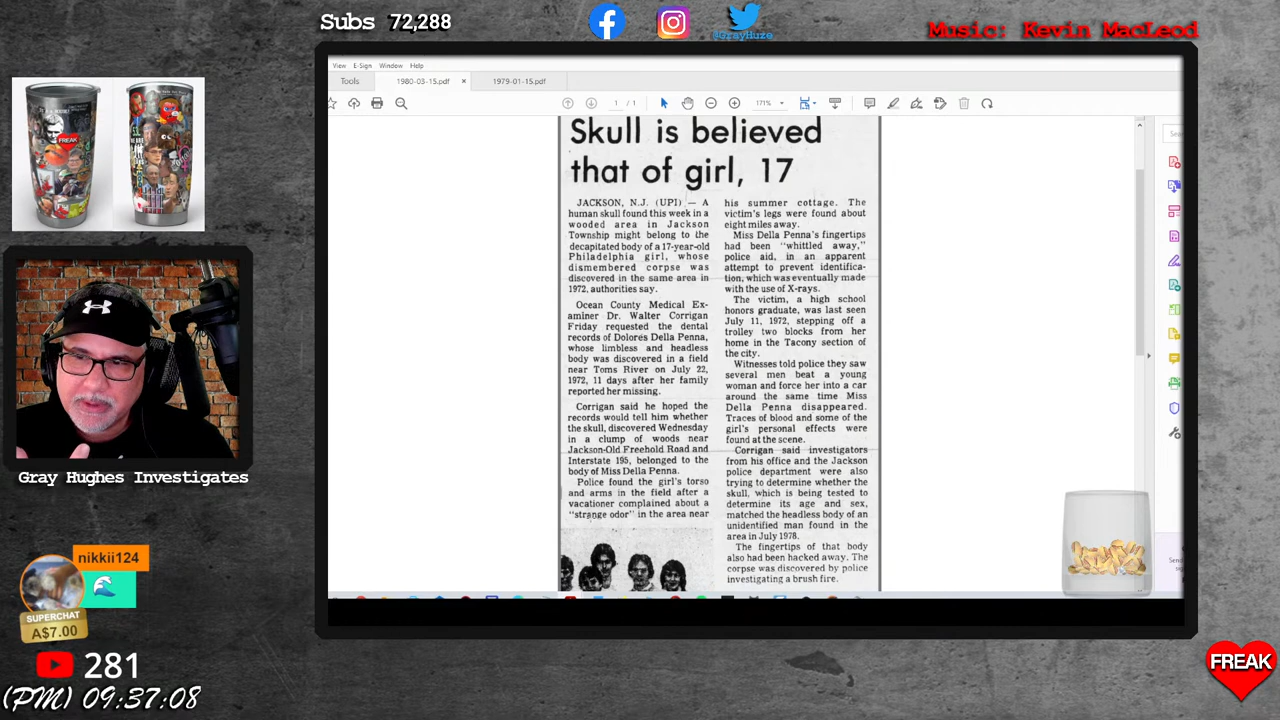 Subs 72,288
@GrayHuze
Music: Kevin MacLeod
View E-Sign Window Help
Tools 1980-03-15.pdf × 1979-01-15.pdf
1 / 1 171%
Skull is believed
that of girl, 17
JACKSON, N.J. (UPI) — A
human skull found this week in a
wooded area in Jackson
Township might belong to the
decapitated body of a 17-year-old
Philadelphia girl, whose
dismembered corpse was
discovered in the same area in
1972, authorities say.
Ocean County Medical Ex-
aminer Dr. Walter Corrigan
Friday requested the dental
records of Dolores Della Penna,
whose limbless and headless
body was discovered in a field
near Toms River on July 22,
1972, 11 days after her family
reported her missing.
Corrigan said he hoped the
records would tell him whether
the skull, discovered Wednesday
in a clump of woods near
Jackson-Old Freehold Road and
Interstate 195, belonged to the
body of Miss Della Penna.
Police found the girl's torso
and arms in the field after a
vacationer complained about a
"strange odor" in the area near
his summer cottage. The
victim's legs were found about
eight miles away.
Miss Della Penna's fingertips
had been "whittled away,"
police aid, in an apparent
attempt to prevent identifica-
tion, which was eventually made
with the use of X-rays.
The victim, a high school
honors graduate, was last seen
July 11, 1972, stepping off a
trolley two blocks from her
home in the Tacony section of
the city.
Witnesses told police they saw
several men beat a young
woman and force her into a car
around the same time Miss
Della Penna disappeared.
Traces of blood and some of the
girl's personal effects were
found at the scene.
Corrigan said investigators
from his office and the Jackson
police department were also
trying to determine whether the
skull, which is being tested to
determine its age and sex,
matched the headless body of an
unidentified man found in the
area in July 1978.
The fingertips of that body
also had been hacked away. The
corpse was discovered by police
investigating a brush fire.
FREAK
Gray Hughes Investigates
nikkii124
SUPERCHAT
A$7.00
281
(PM) 09:37:08
FREAK